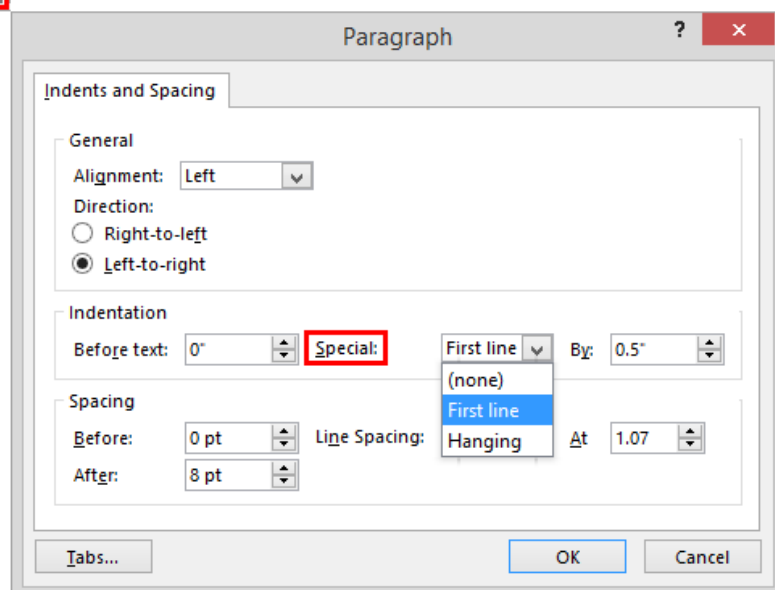 Paragraph ? ×
Indents and Spacing
General
Alignment: Left
Direction:
Right-to-left
Left-to-right
Indentation
Before text: 0" Special: First line By: 0.5"
(none)
First line
Hanging
Spacing
Before: 0 pt Line Spacing: At 1.07
After: 8 pt
Tabs... OK Cancel